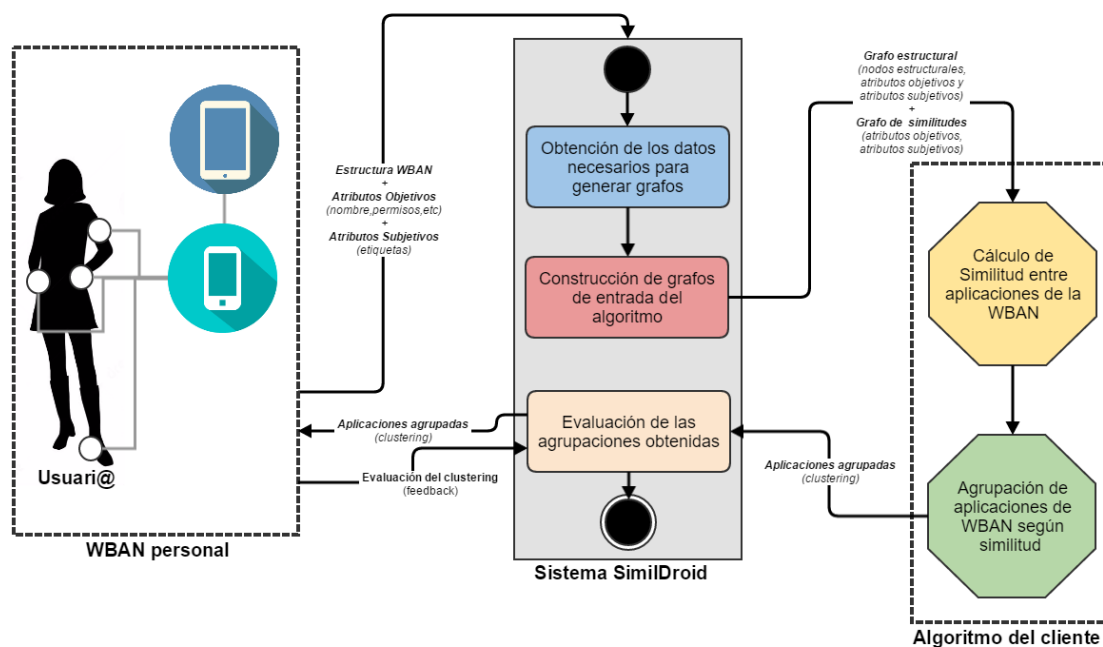 Usuari@
WBAN personal
Estructura WBAN
+
Atributos Objetivos
(nombre,permisos,etc)
+
Atributos Subjetivos
(etiquetas)
Aplicaciones agrupadas
(clustering)
Evaluación del clustering
(feedback)
Obtención de los datos
necesarios para
generar grafos
Construcción de grafos
de entrada del
algoritmo
Evaluación de las
agrupaciones obtenidas
Sistema SimilDroid
Grafo estructural
(nodos estructurales,
atributos objetivos y
atributos subjetivos)
+
Grafo de similitudes
(atributos objetivos,
atributos subjetivos)
Aplicaciones agrupadas
(clustering)
Cálculo de
Similitud entre
aplicaciones de la
WBAN
Agrupación de
aplicaciones de
WBAN según
similitud
Algoritmo del cliente